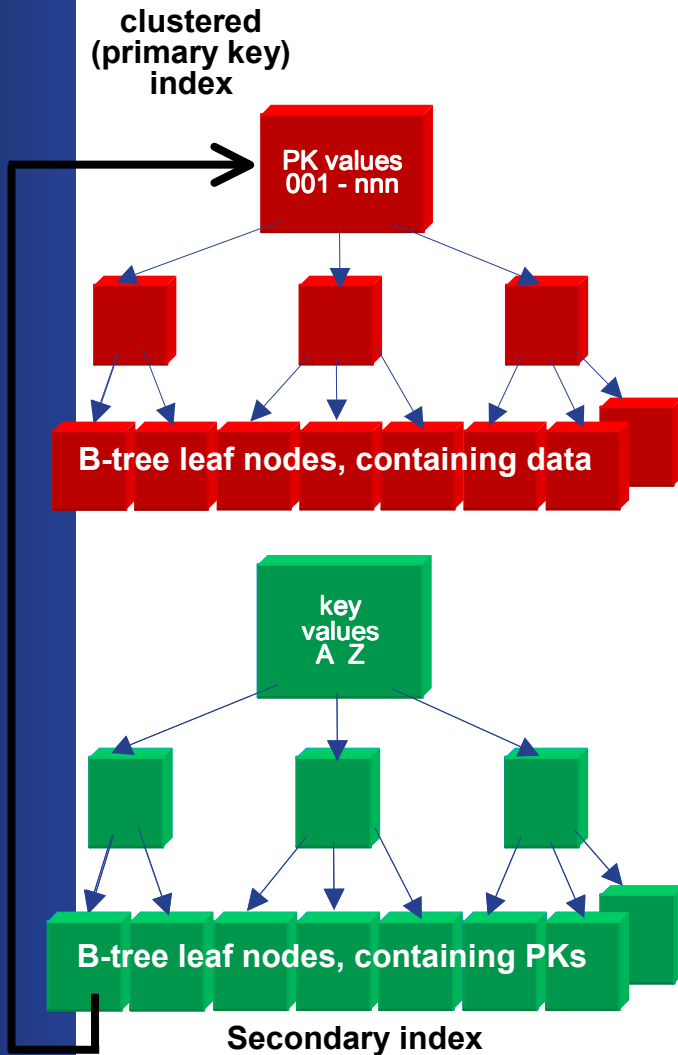 clustered
(primary key)
index
PK values
001 - nnn
B-tree leaf nodes, containing data
key
values
A Z
B-tree leaf nodes, containing PKs
Secondary index